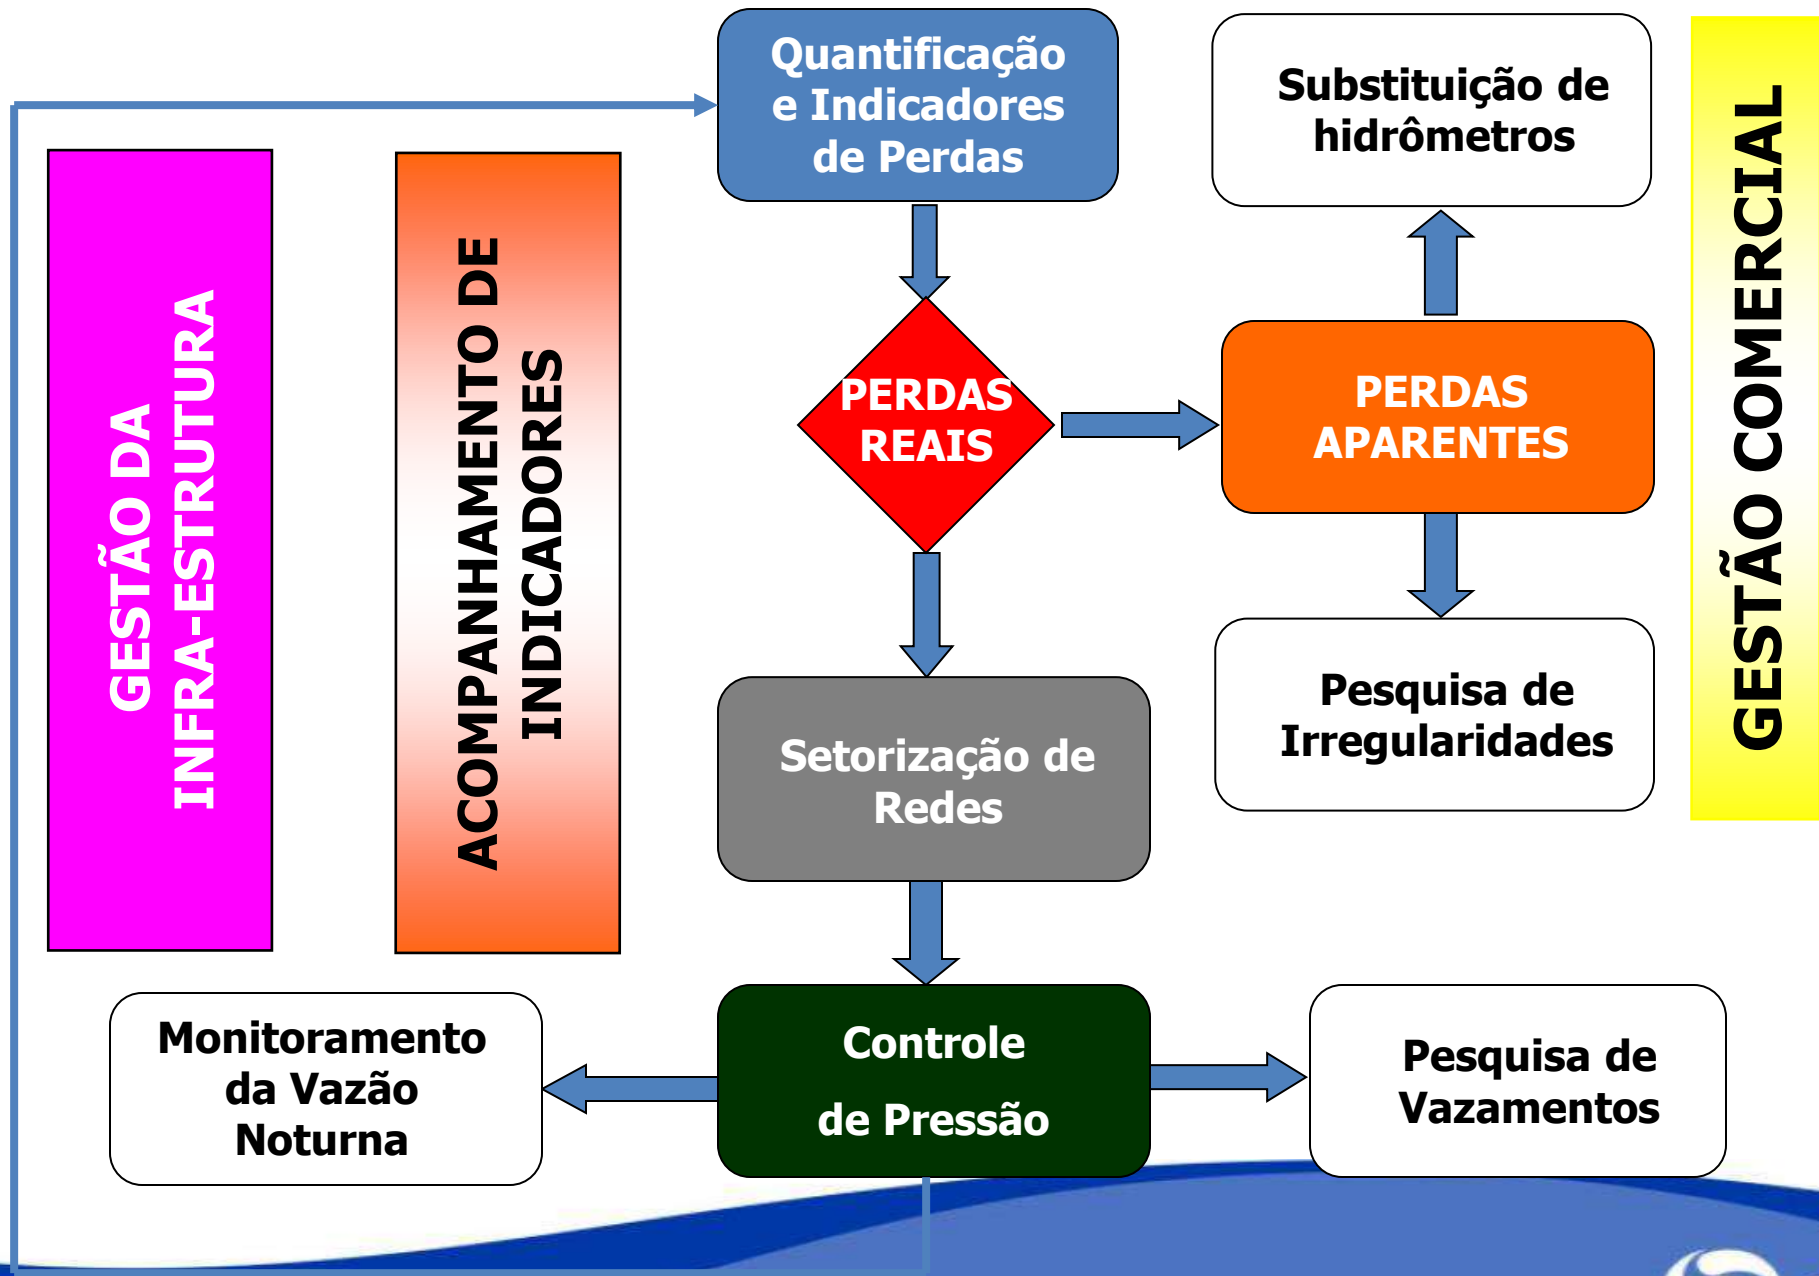 Quantificação
e Indicadores
de Perdas
Substituição de
hidrômetros
GESTÃO COMERCIAL
GESTÃO DA
INFRA-ESTRUTURA
ACOMPANHAMENTO DE
INDICADORES
PERDAS
REAIS
PERDAS
APARENTES
Setorização de
Redes
Pesquisa de
Irregularidades
Monitoramento
da Vazão
Noturna
Controle
de Pressão
Pesquisa de
Vazamentos